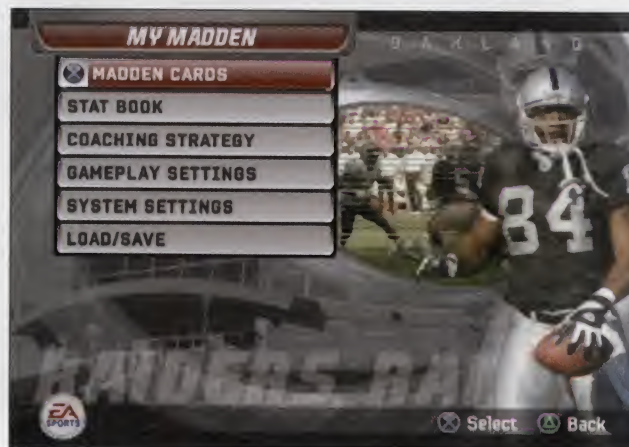 MY MADDEN
OAKLAND
MADDEN CARDS
STAT BOOK
COACHING STRATEGY
GAMEPLAY SETTINGS
SYSTEM SETTINGS
LOAD/SAVE
84
RAIDERS
EA
SPORTS
Select
Back